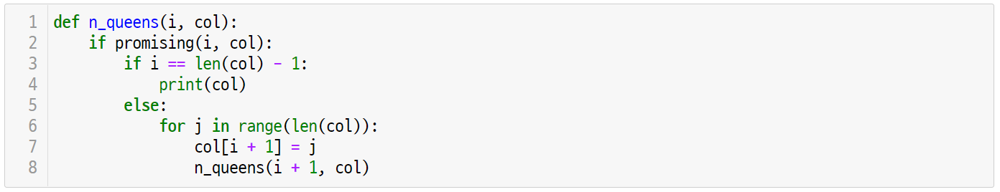 1 def n_queens(i, col):
2     if promising(i, col):
3         if i == len(col) - 1:
4             print(col)
5         else:
6             for j in range(len(col)):
7                 col[i + 1] = j
8                 n_queens(i + 1, col)